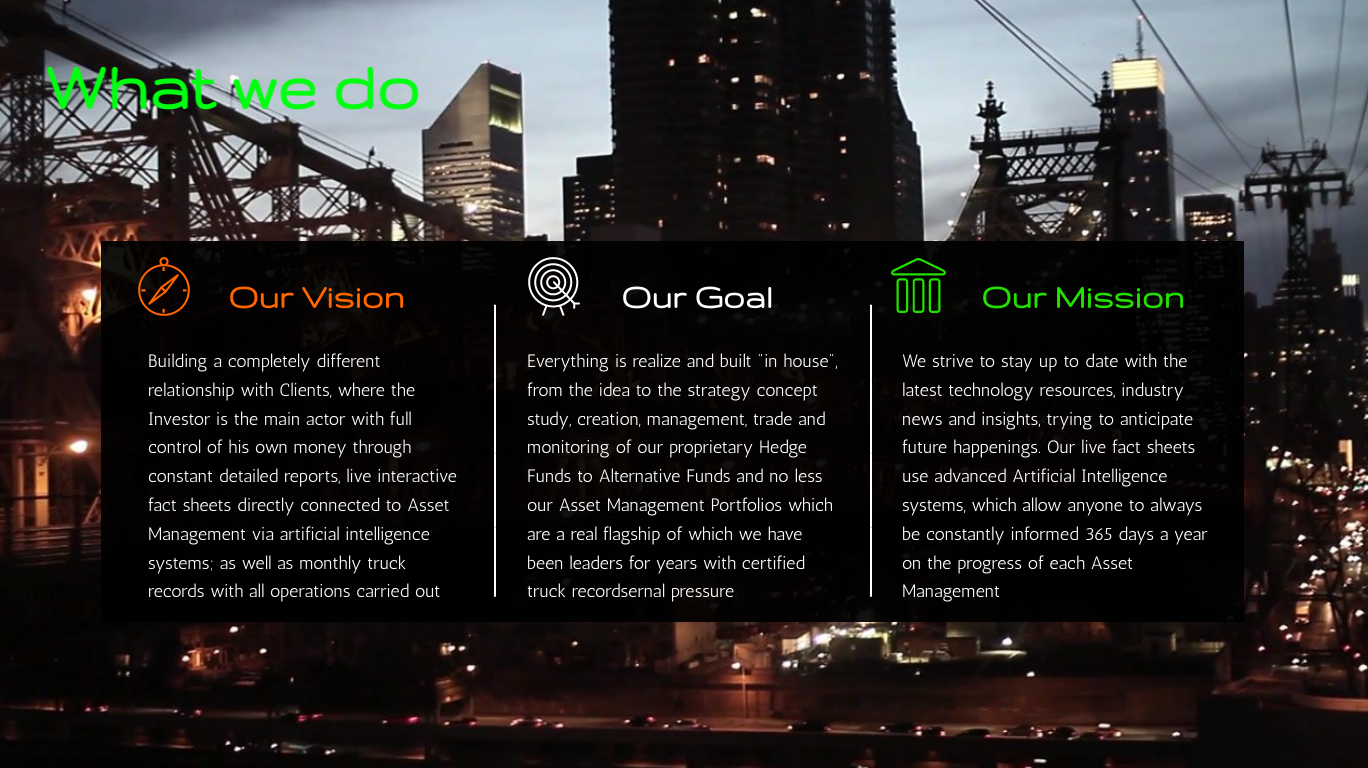 What we do
Our Vision
Building a completely different
relationship with Clients, where the
Investor is the main actor with full
control of his own money through
constant detailed reports, live interactive
fact sheets directly connected to Asset
Management via artificial intelligence
systems; as well as monthly truck
records with all operations carried out
Our Goal
Everything is realize and built "in house",
from the idea to the strategy concept
study, creation, management, trade and
monitoring of our proprietary Hedge
Funds to Alternative Funds and no less
our Asset Management Portfolios which
are a real flagship of which we have
been leaders for years with certified
truck recordsernal pressure
Our Mission
We strive to stay up to date with the
latest technology resources, industry
news and insights, trying to anticipate
future happenings. Our live fact sheets
use advanced Artificial Intelligence
systems, which allow anyone to always
be constantly informed 365 days a year
on the progress of each Asset
Management